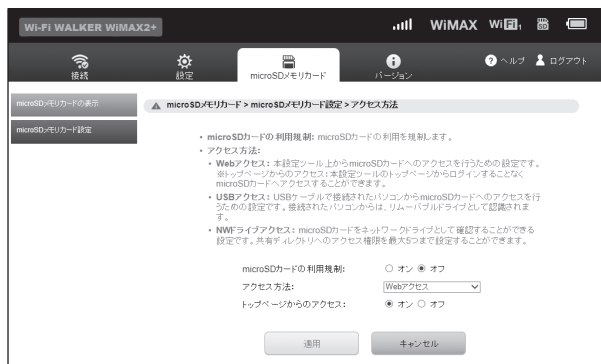 Wi-Fi WALKER WiMAX2+
WiMAX WiFi1 SD
接続
設定
microSDメモリカード
バージョン
ヘルプ ログアウト
microSDメモリカードの表示
microSDメモリカード設定
microSDメモリカード > microSDメモリカード設定 > アクセス方法
• microSDカードの利用規制: microSDカードの利用を規制します。
• アクセス方法:
• Webアクセス: 本設定ツール上からmicroSDカードへのアクセスを行うための設定です。
※トップページからのアクセス: 本設定ツールのトップページからログインすることなく
microSDカードへアクセスすることができます。
• USBアクセス: USBケーブルで接続されたパソコンからmicroSDカードへのアクセスを行
うための設定です。接続されたパソコンからは、リムーバブルドライブとして認識されま
す。
• NWドライブアクセス: microSDカードをネットワークドライブとして確認することができる
設定です。共有ディレクトリへのアクセス権限を最大5つまで設定することができます。
microSDカードの利用規制: オン オフ
アクセス方法: Webアクセス
トップページからのアクセス: オン オフ
適用 キャンセル